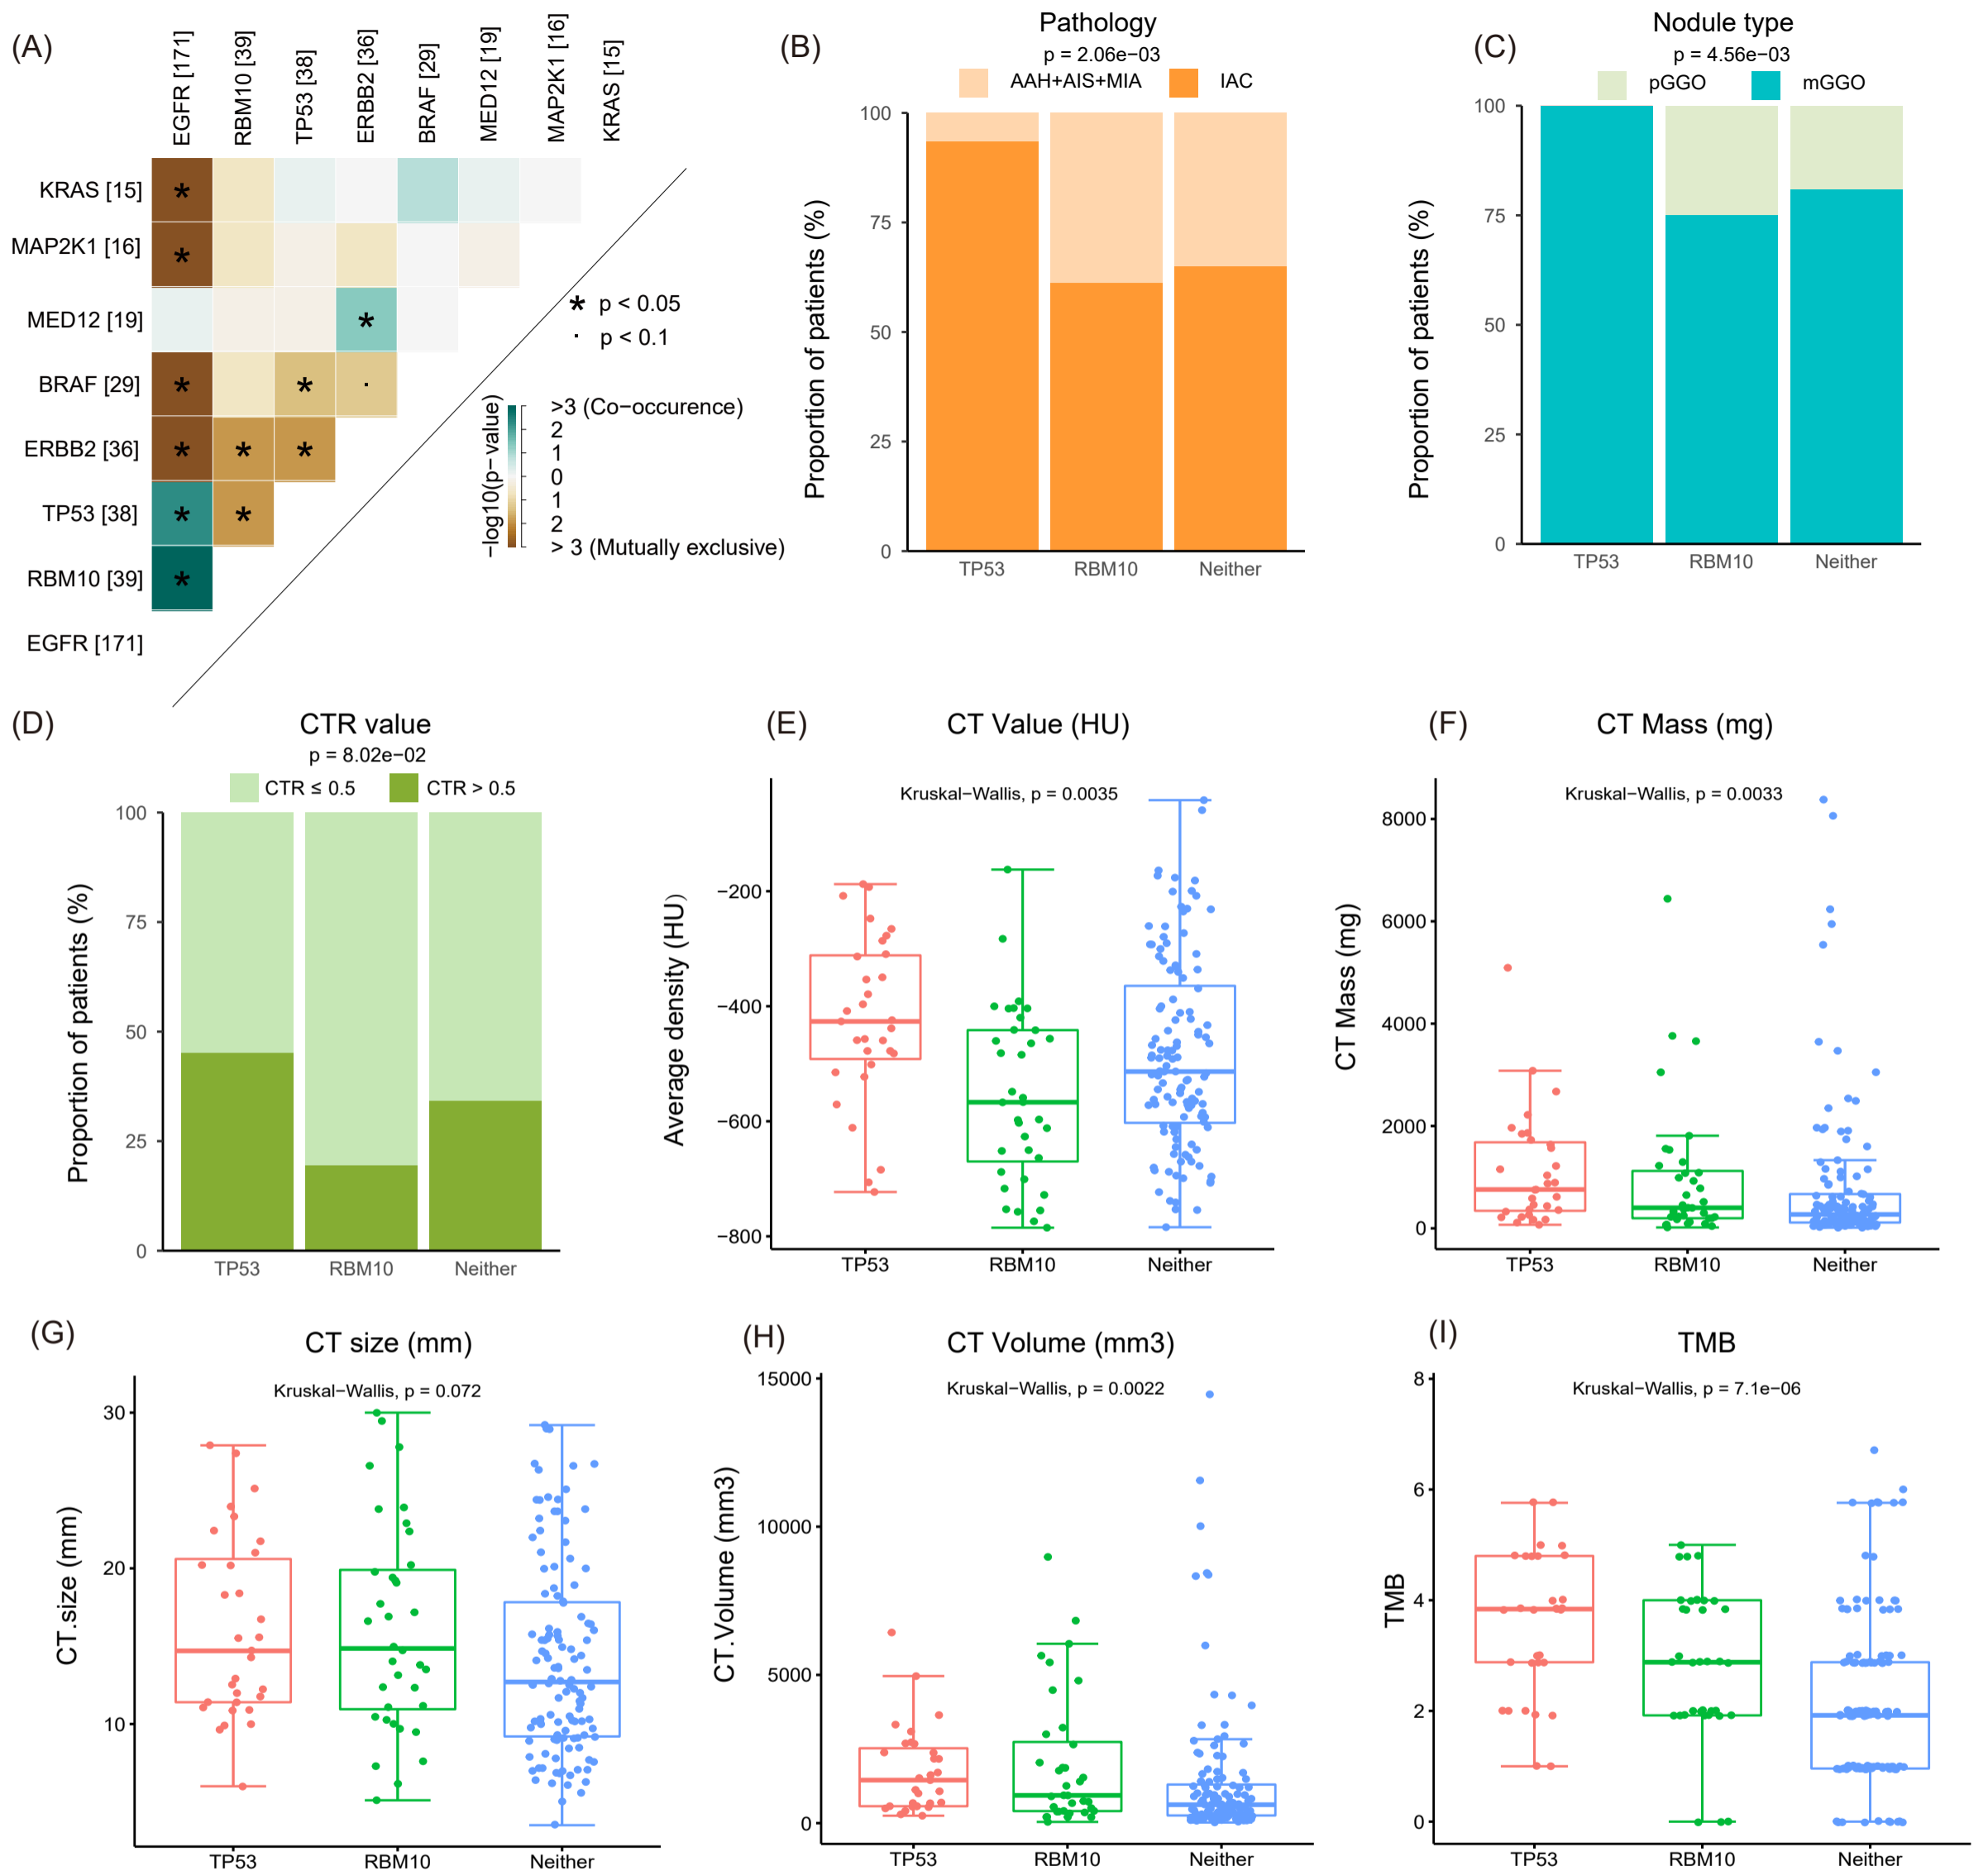 (A)
EGFR [171]
RBM10 [39]
TP53 [38]
ERBB2 [36]
BRAF [29]
MED12 [19]
MAP2K1 [16]
KRAS [15]
KRAS [15]
*
MAP2K1 [16]
*
MED12 [19]
*
BRAF [29]
* * ·
ERBB2 [36]
* * *
TP53 [38]
* *
RBM10 [39]
*
EGFR [171]
* p < 0.05
· p < 0.1
−log10(p−value)
>3 (Co−occurence)
2
1
0
1
2
> 3 (Mutually exclusive)
(B)
Pathology
p = 2.06e−03
AAH+AIS+MIA IAC
Proportion of patients (%)
100
75
50
25
0
TP53 RBM10 Neither
(C)
Nodule type
p = 4.56e−03
pGGO mGGO
Proportion of patients (%)
100
75
50
25
0
TP53 RBM10 Neither
(D)
CTR value
p = 8.02e−02
CTR ≤ 0.5 CTR > 0.5
Proportion of patients (%)
100
75
50
25
0
TP53 RBM10 Neither
(E)
CT Value (HU)
Kruskal−Wallis, p = 0.0035
Average density (HU)
−200
−400
−600
−800
TP53 RBM10 Neither
(F)
CT Mass (mg)
Kruskal−Wallis, p = 0.0033
CT Mass (mg)
8000
6000
4000
2000
0
TP53 RBM10 Neither
(G)
CT size (mm)
Kruskal−Wallis, p = 0.072
CT.size (mm)
30
20
10
TP53 RBM10 Neither
(H)
CT Volume (mm3)
Kruskal−Wallis, p = 0.0022
CT.Volume (mm3)
15000
10000
5000
0
TP53 RBM10 Neither
(I)
TMB
Kruskal−Wallis, p = 7.1e−06
TMB
8
6
4
2
0
TP53 RBM10 Neither